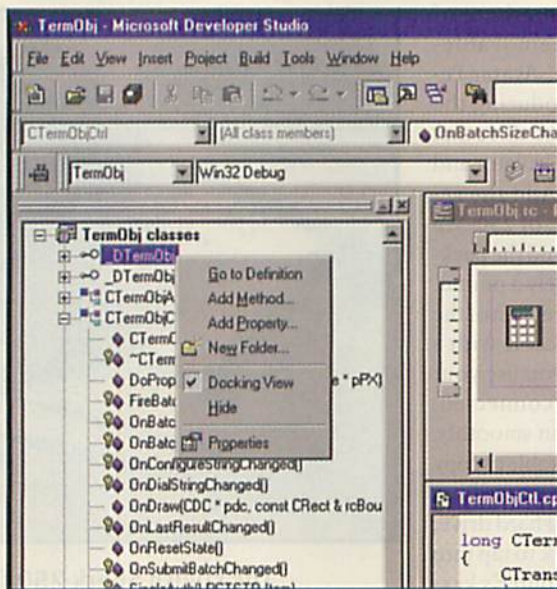 TermObj - Microsoft Developer Studio
File Edit View Insert Project Build Tools Window Help
CTermObjCtrl (All class members) OnBatchSizeCha
TermObj Win32 Debug
TermObj classes
_DTermObj
_DTermObj
CTermObjA
CTermObjC
CTermO
~CTerm
DoProp e * pPX)
FireBatc
OnBatc
OnBatc
OnConfigureStringChanged()
OnDialStringChanged()
OnDraw(CDC * pdc, const CRect & rcBou
OnLastResultChanged()
OnResetState()
OnSubmitBatchChanged()
Go to Definition
Add Method...
Add Property...
New Folder...
Docking View
Hide
Properties
TermObj.rc -
TermObjCtl.cp
long CTerm
{
CTrans